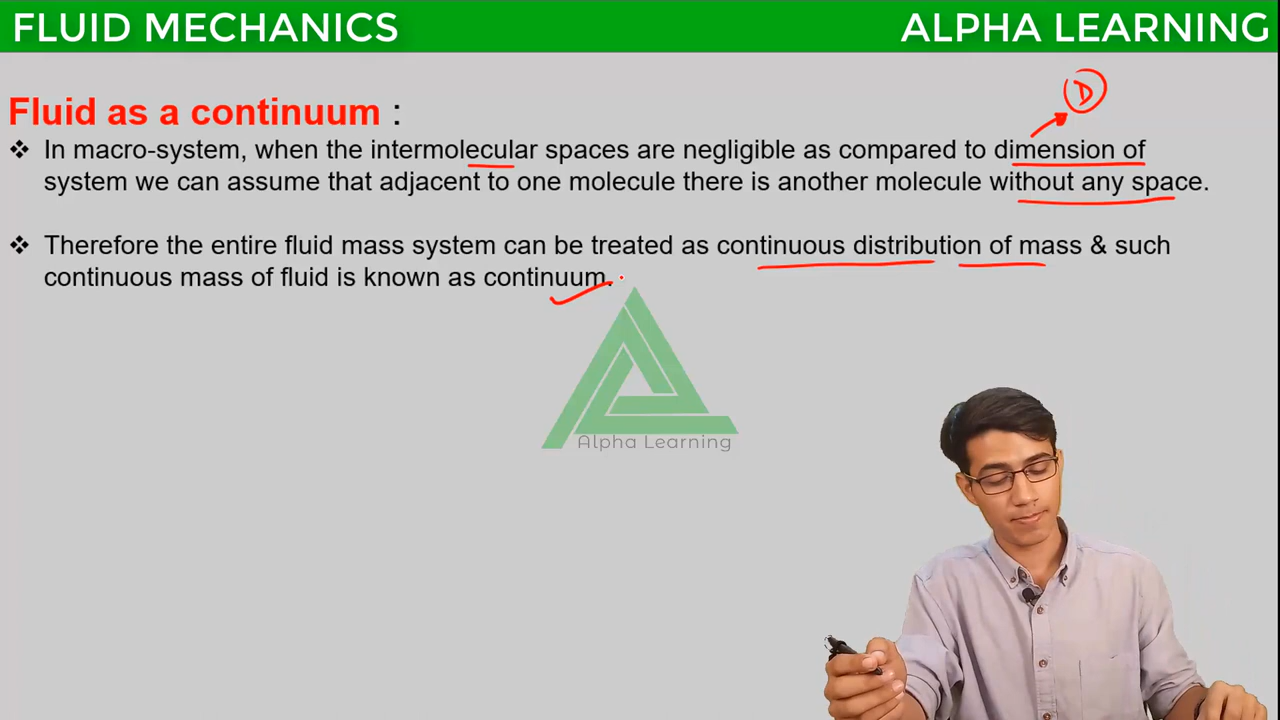 FLUID MECHANICS
ALPHA LEARNING
D
Fluid as a continuum :
❖ In macro-system, when the intermolecular spaces are negligible as compared to dimension of
system we can assume that adjacent to one molecule there is another molecule without any space.
❖ Therefore the entire fluid mass system can be treated as continuous distribution of mass & such
continuous mass of fluid is known as continuum.
Alpha Learning